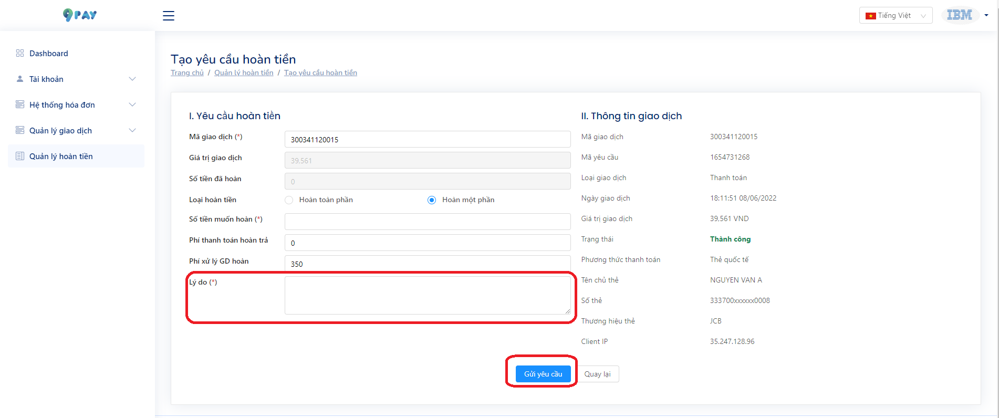 9PAY
Tiếng Việt
IBM
Dashboard
Tài khoản
Hệ thống hóa đơn
Quản lý giao dịch
Quản lý hoàn tiền
Tạo yêu cầu hoàn tiền
Trang chủ / Quản lý hoàn tiền / Tạo yêu cầu hoàn tiền
I. Yêu cầu hoàn tiền
Mã giao dịch (*) 300341120015
Giá trị giao dịch 39,561
Số tiền đã hoàn 0
Loại hoàn tiền Hoàn toàn phần Hoàn một phần
Số tiền muốn hoàn (*)
Phí thanh toán hoàn trả 0
Phí xử lý GD hoàn 350
Lý do (*)
II. Thông tin giao dịch
Mã giao dịch 300341120015
Mã yêu cầu 1654731268
Loại giao dịch Thanh toán
Ngày giao dịch 18:11:51 08/06/2022
Giá trị giao dịch 39,561 VND
Trạng thái Thành công
Phương thức thanh toán Thẻ quốc tế
Tên chủ thẻ NGUYEN VAN A
Số thẻ 333700xxxxxx0008
Thương hiệu thẻ JCB
Client IP 35.247.128.96
Gửi yêu cầu Quay lại